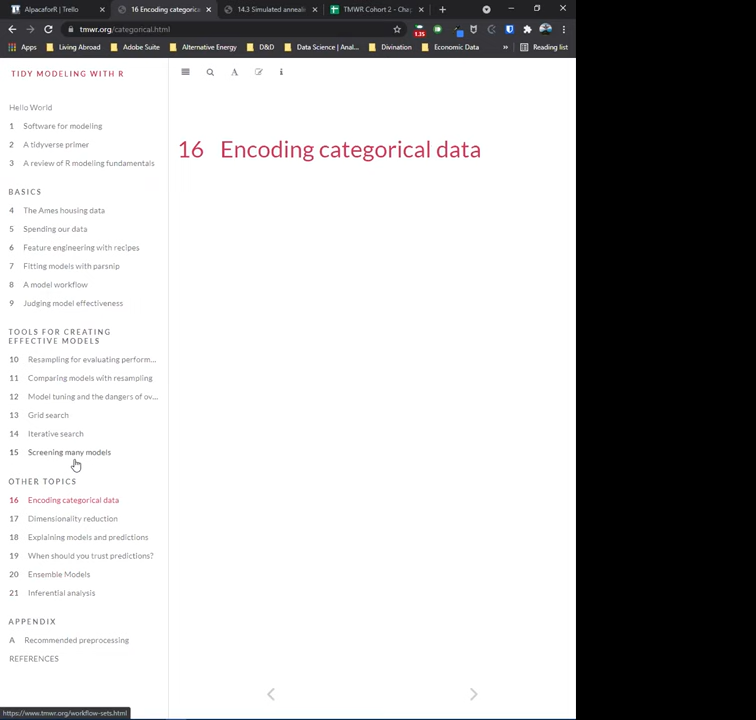 AlpacaforR | Trello
16 Encoding categorica
14.3 Simulated anneali
TMWR Cohort 2 - Cha
tmwr.org/categorical.html
1.25
Apps
Living Abroad
Adobe Suite
Alternative Energy
D&D
Data Science | Anal...
Divination
Economic Data
»
Reading list
TIDY MODELING WITH R
Hello World
1 Software for modeling
2 A tidyverse primer
3 A review of R modeling fundamentals
BASICS
4 The Ames housing data
5 Spending our data
6 Feature engineering with recipes
7 Fitting models with parsnip
8 A model workflow
9 Judging model effectiveness
TOOLS FOR CREATING
EFFECTIVE MODELS
10 Resampling for evaluating perform...
11 Comparing models with resampling
12 Model tuning and the dangers of ov...
13 Grid search
14 Iterative search
15 Screening many models
OTHER TOPICS
16 Encoding categorical data
17 Dimensionality reduction
18 Explaining models and predictions
19 When should you trust predictions?
20 Ensemble Models
21 Inferential analysis
APPENDIX
A Recommended preprocessing
REFERENCES
https://www.tmwr.org/workflow-sets.html
A
i
16 Encoding categorical data